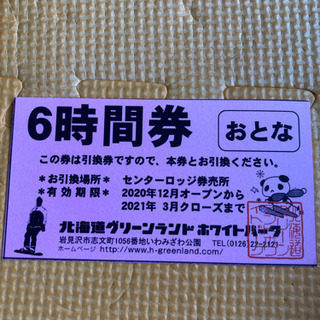 6時間券
おとな
この券は引換券ですので、本券とお引換ください。
＊お引換場所＊ センターロッジ券売所
＊有効期限＊ 2020年12月オープンから
2021年 3月クローズまで
北海道グリーンランド ホワイトパーク
岩見沢市志文町1056番地いわみざわ公園 TEL(0126)22-2121
ホームページ http://www.h-greenland.com/